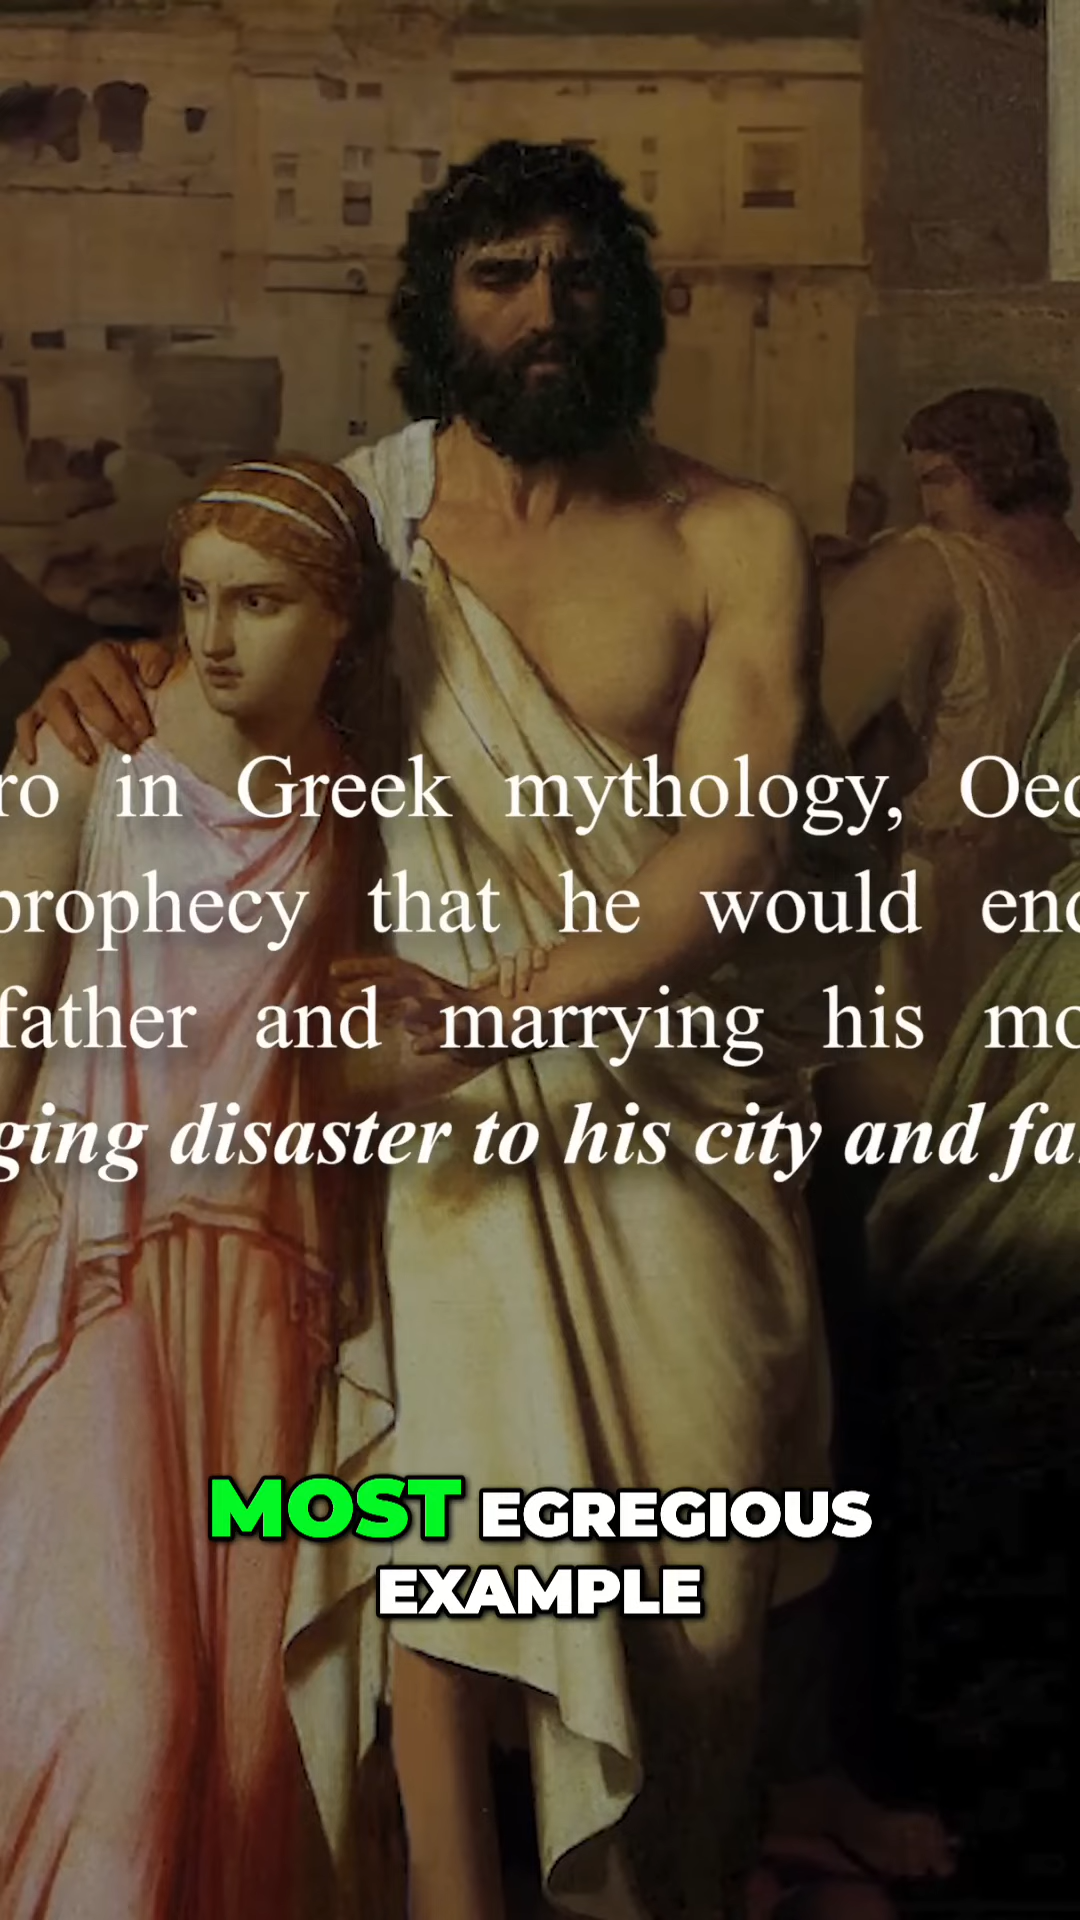 ro in Greek mythology, Oed
prophecy that he would end
father and marrying his mo
ging disaster to his city and fa
MOST EGREGIOUS
EXAMPLE